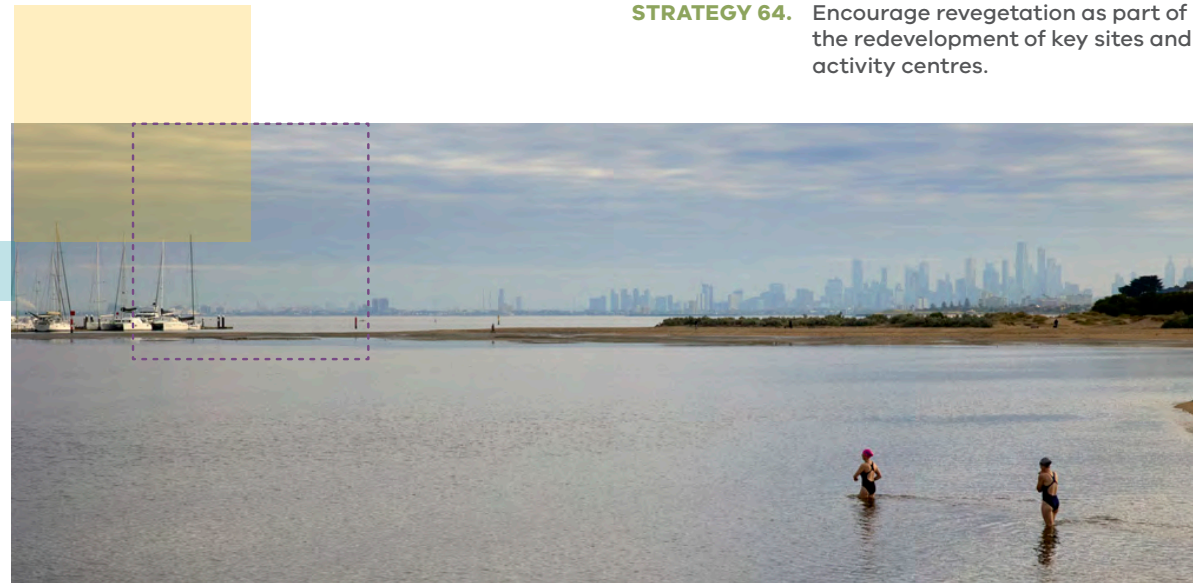 STRATEGY 64. Encourage revegetation as part of
the redevelopment of key sites and
activity centres.